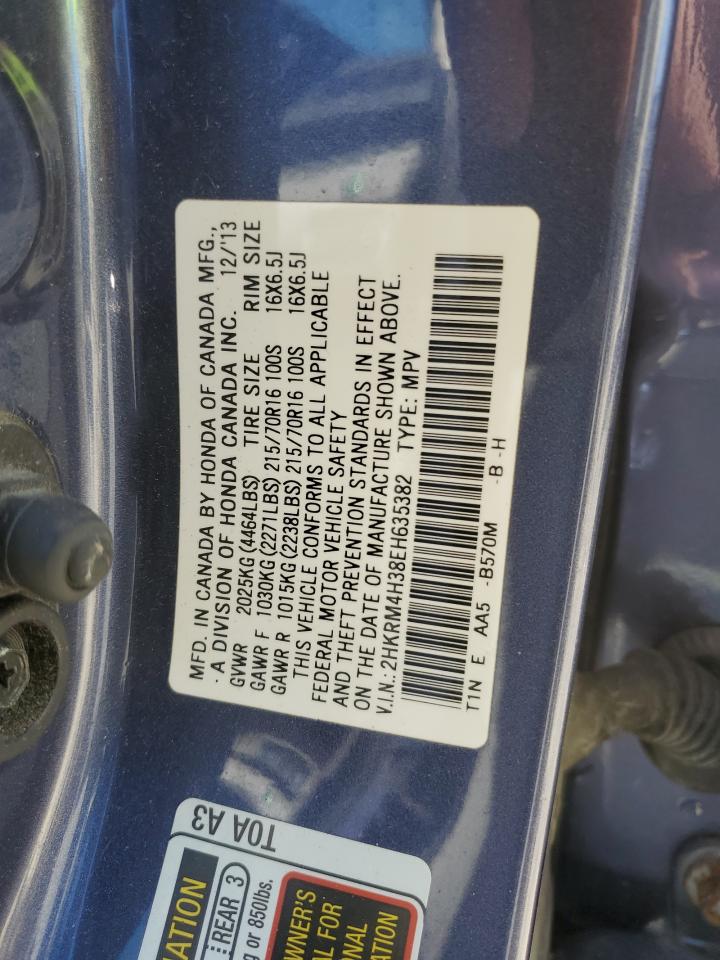 MFD. IN CANADA BY HONDA OF CANADA MFG.,
· A DIVISION OF HONDA CANADA INC. 12/'13
GVWR 2025KG(4464LBS) TIRE SIZE RIM SIZE
GAWR F 1030KG(2271LBS)215/70R16 100S 16X6.5J
GAWR R 1015KG(2238LBS)215/70R16 100S 16X6.5J
THIS VEHICLE CONFORMS TO ALL APPLICABLE
FEDERAL MOTOR VEHICLE SAFETY
AND THEFT PREVENTION STANDARDS IN EFFECT
ON THE DATE OF MANUFACTURE SHOWN ABOVE.
V.I.N.:2HKRM4H38EH635382 TYPE: MPV
T1N E AA5 -B570M -B -H
T0A A3
REAR 3
or 850lbs.
FOR